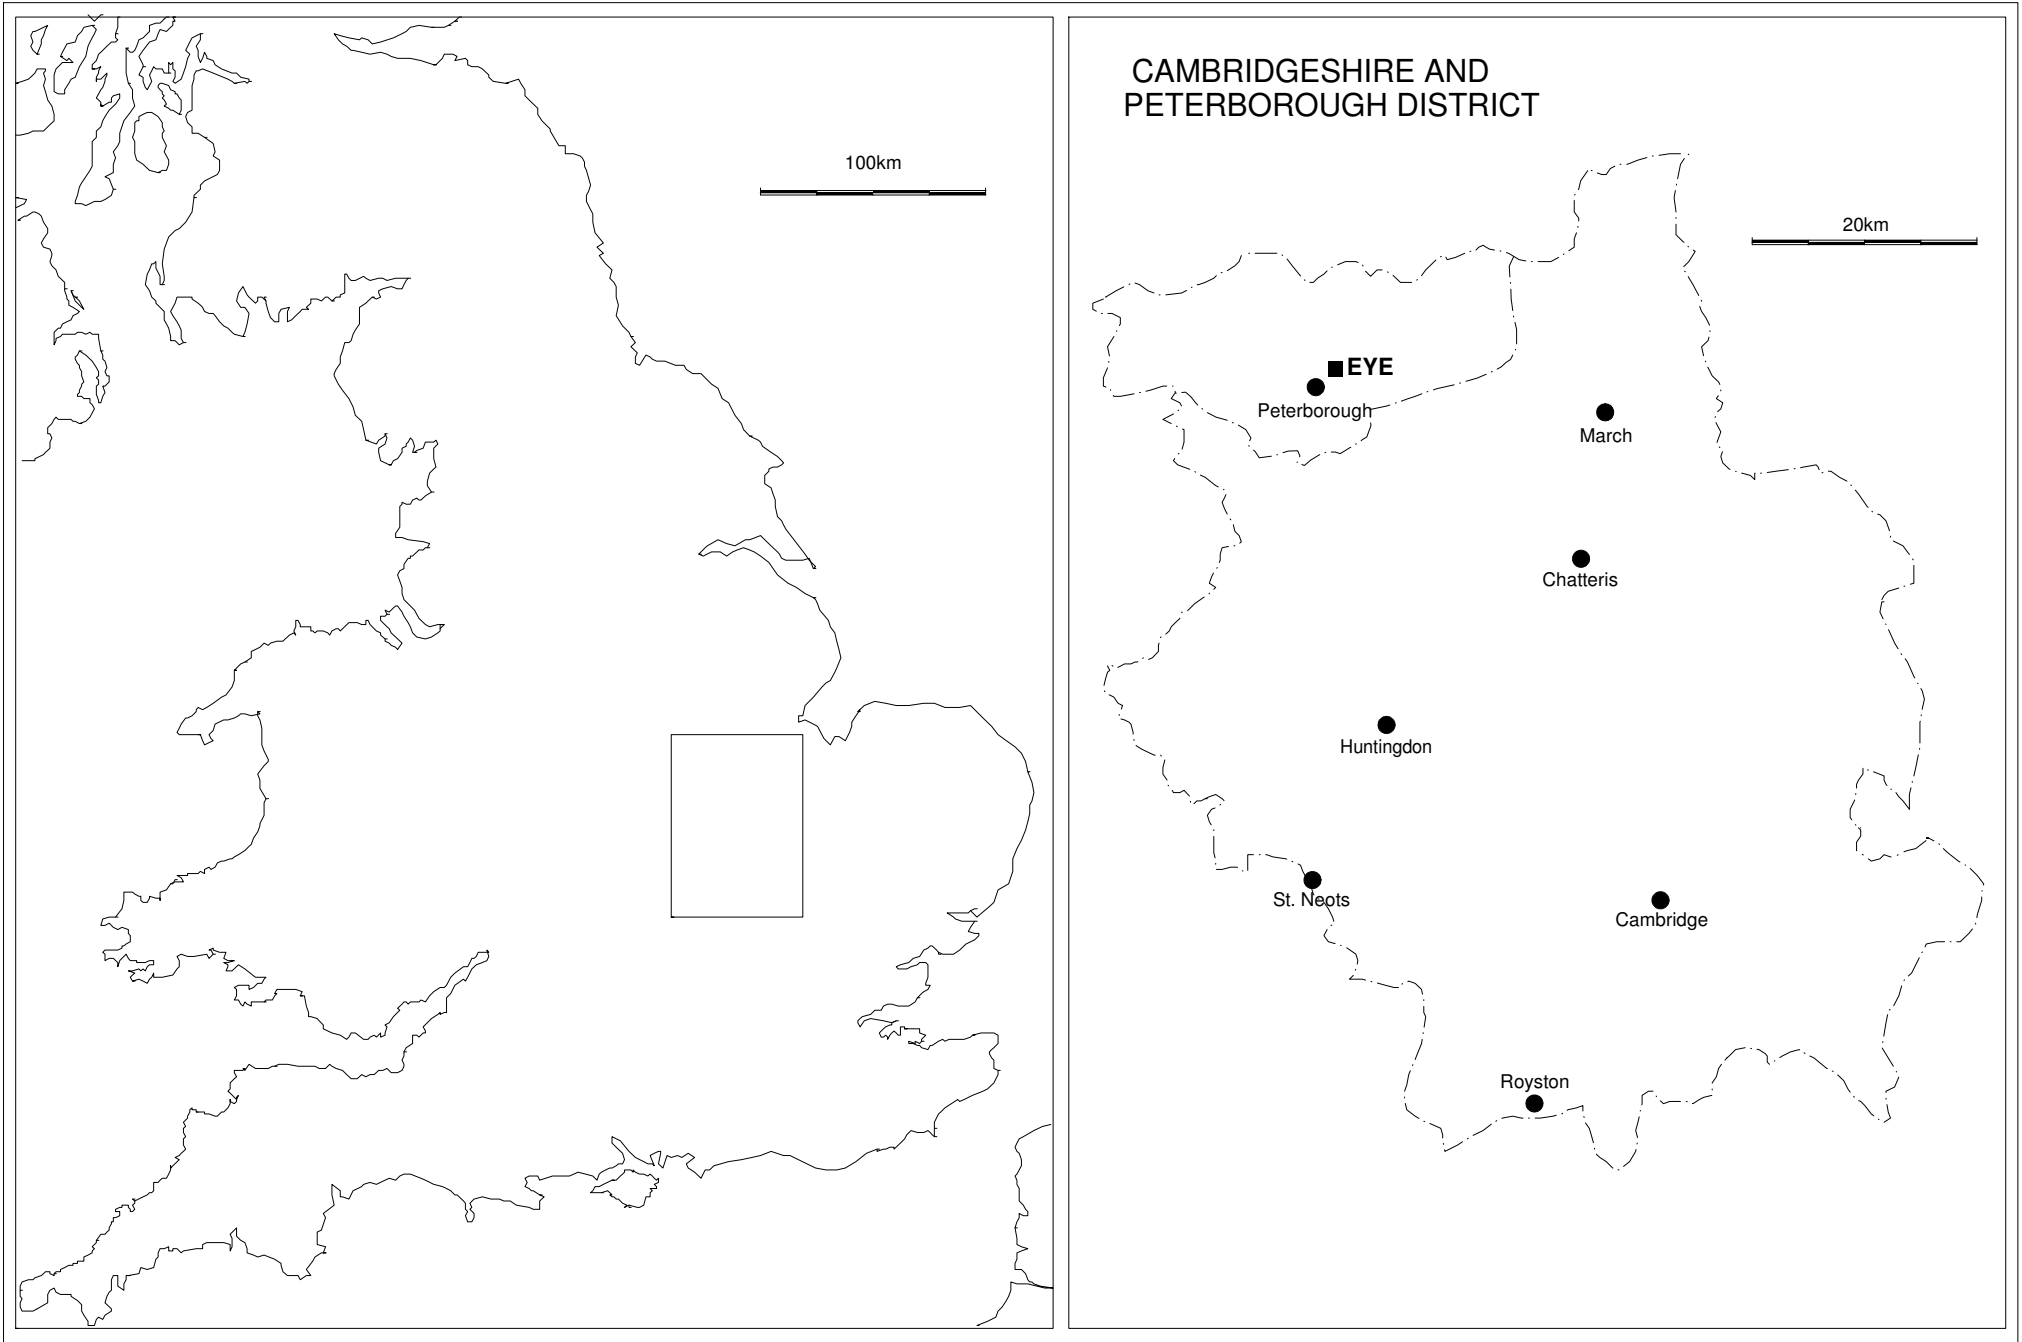 100km
CAMBRIDGESHIRE AND
PETERBOROUGH DISTRICT
20km
EYE
Peterborough
March
Chatteris
Huntingdon
St. Neots
Cambridge
Royston